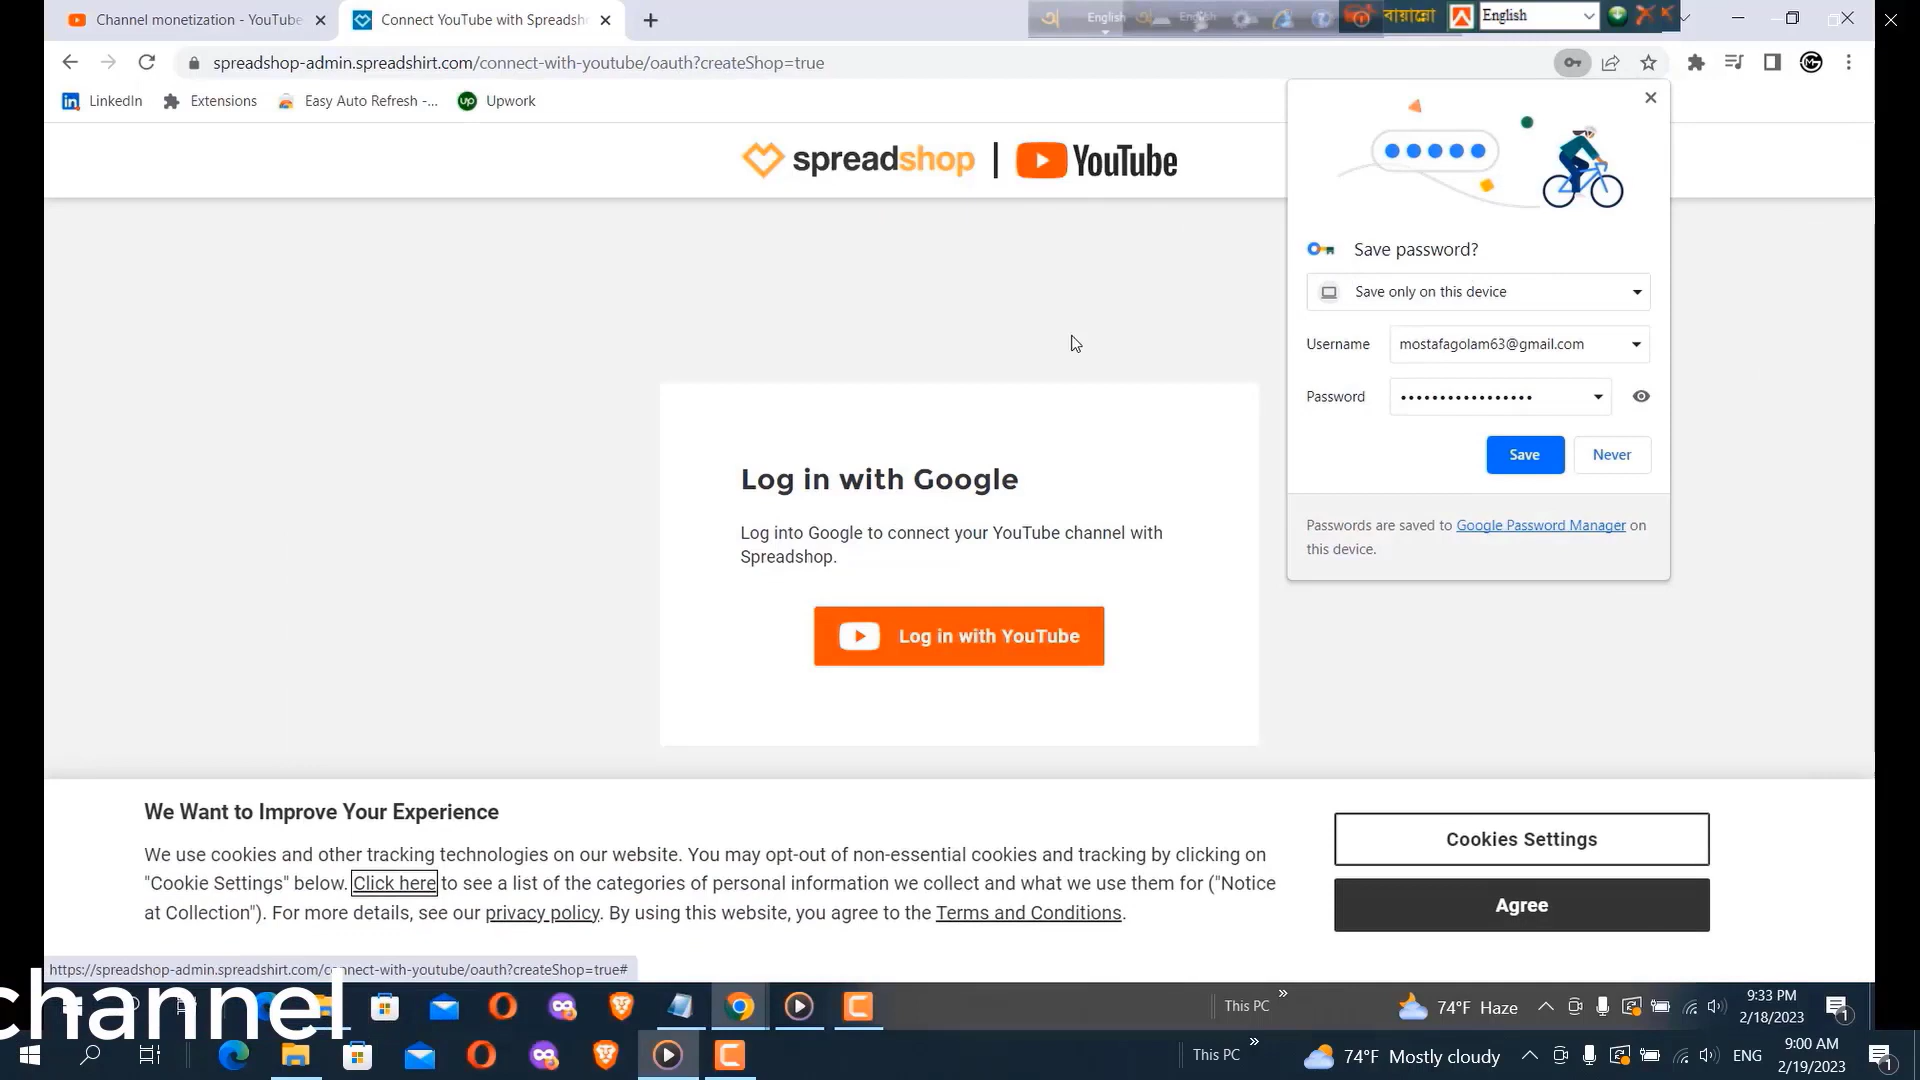 Channel monetization - YouTube
Connect YouTube with Spreadsh
English
English
বায়ান্নো
English
spreadshop-admin.spreadshirt.com/connect-with-youtube/oauth?createShop=true
LinkedIn
Extensions
Easy Auto Refresh -...
Upwork
spreadshop | YouTube
Save password?
Save only on this device
Username
mostafagolam63@gmail.com
Password
•••••••••••••••••
Save
Never
Passwords are saved to Google Password Manager on
this device.
Log in with Google
Log into Google to connect your YouTube channel with
Spreadshop.
Log in with YouTube
We Want to Improve Your Experience
We use cookies and other tracking technologies on our website. You may opt-out of non-essential cookies and tracking by clicking on
"Cookie Settings" below. Click here to see a list of the categories of personal information we collect and what we use them for ("Notice
at Collection"). For more details, see our privacy policy. By using this website, you agree to the Terms and Conditions.
Cookies Settings
Agree
https://spreadshop-admin.spreadshirt.com/connect-with-youtube/oauth?createShop=true#
channel
This PC
74°F Haze
9:33 PM
2/18/2023
1
This PC
74°F Mostly cloudy
ENG
9:00 AM
2/19/2023
1